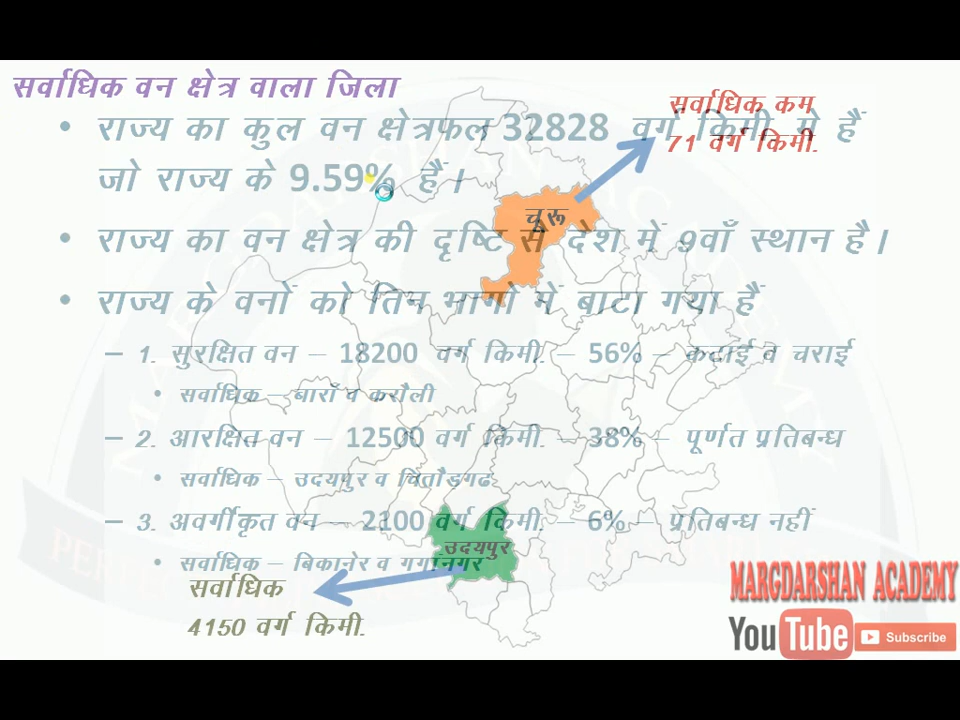 सर्वाधिक वन क्षेत्र वाला जिला
सर्वाधिक कम
71 वर्ग किमी.
• राज्य का कुल वन क्षेत्रफल 32828 वर्ग किमी. मे हैं
जो राज्य के 9.59% हैं।
चूरू
• राज्य का वन क्षेत्र की दृष्टि से देश में 9वाँ स्थान है।
• राज्य के वनों को तिन भागो में बाटा गया हैं
– 1. सुरक्षित वन – 18200 वर्ग किमी. – 56% – कटाई व चराई
• सर्वाधिक – बाराँ व करौली
– 2. आरक्षित वन – 12500 वर्ग किमी. – 38% – पूर्णत प्रतिबन्ध
• सर्वाधिक – उदयपुर व चितौड़गढ
– 3. अवर्गीकृत वन – 2100 वर्ग किमी. – 6% – प्रतिबन्ध नहीं
उदयपुर
• सर्वाधिक – बिकानेर व गगांनगर
सर्वाधिक
4150 वर्ग किमी.
MARGDARSHAN ACADEMY
YouTube Subscribe